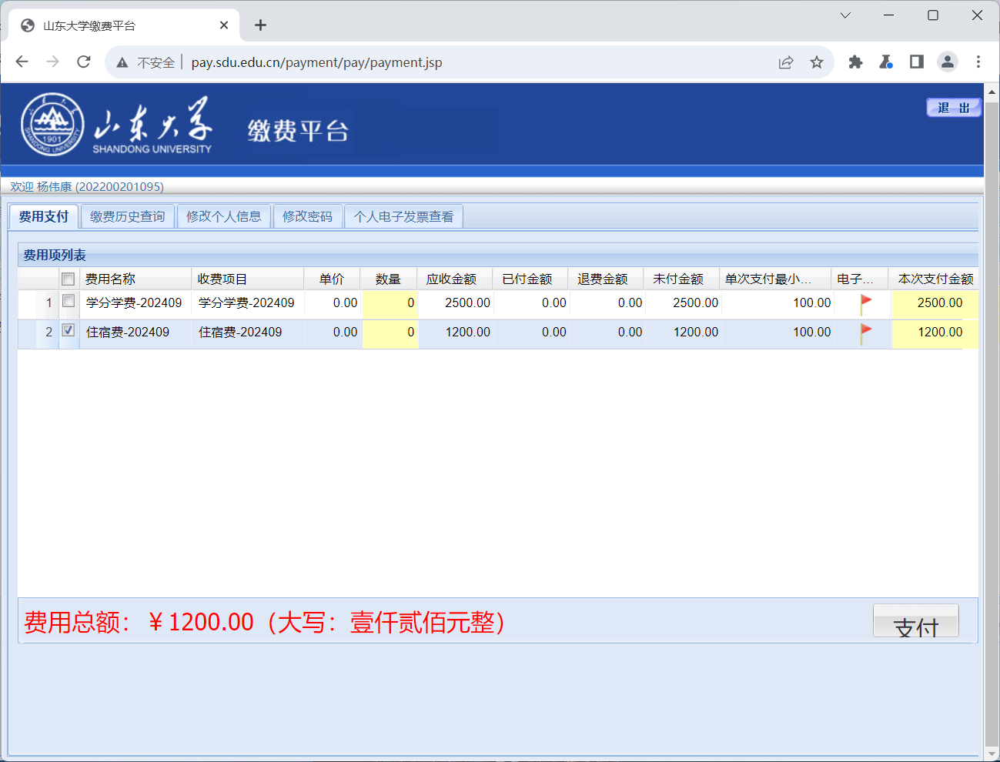 山东大学缴费平台
不安全 pay.sdu.edu.cn/payment/pay/payment.jsp
山东大学
SHANDONG UNIVERSITY
1901
SHANDONG UNIVERSITY
缴费平台
退 出
欢迎 杨伟康 (202200201095)
费用支付 缴费历史查询 修改个人信息 修改密码 个人电子发票查看
费用项列表
费用名称 收费项目 单价 数量 应收金额 已付金额 退费金额 未付金额 单次支付最小... 电子... 本次支付金额
1 学分学费-202409 学分学费-202409 0.00 0 2500.00 0.00 0.00 2500.00 100.00 2500.00
2 住宿费-202409 住宿费-202409 0.00 0 1200.00 0.00 0.00 1200.00 100.00 1200.00
费用总额：￥1200.00（大写：壹仟贰佰元整）
支付